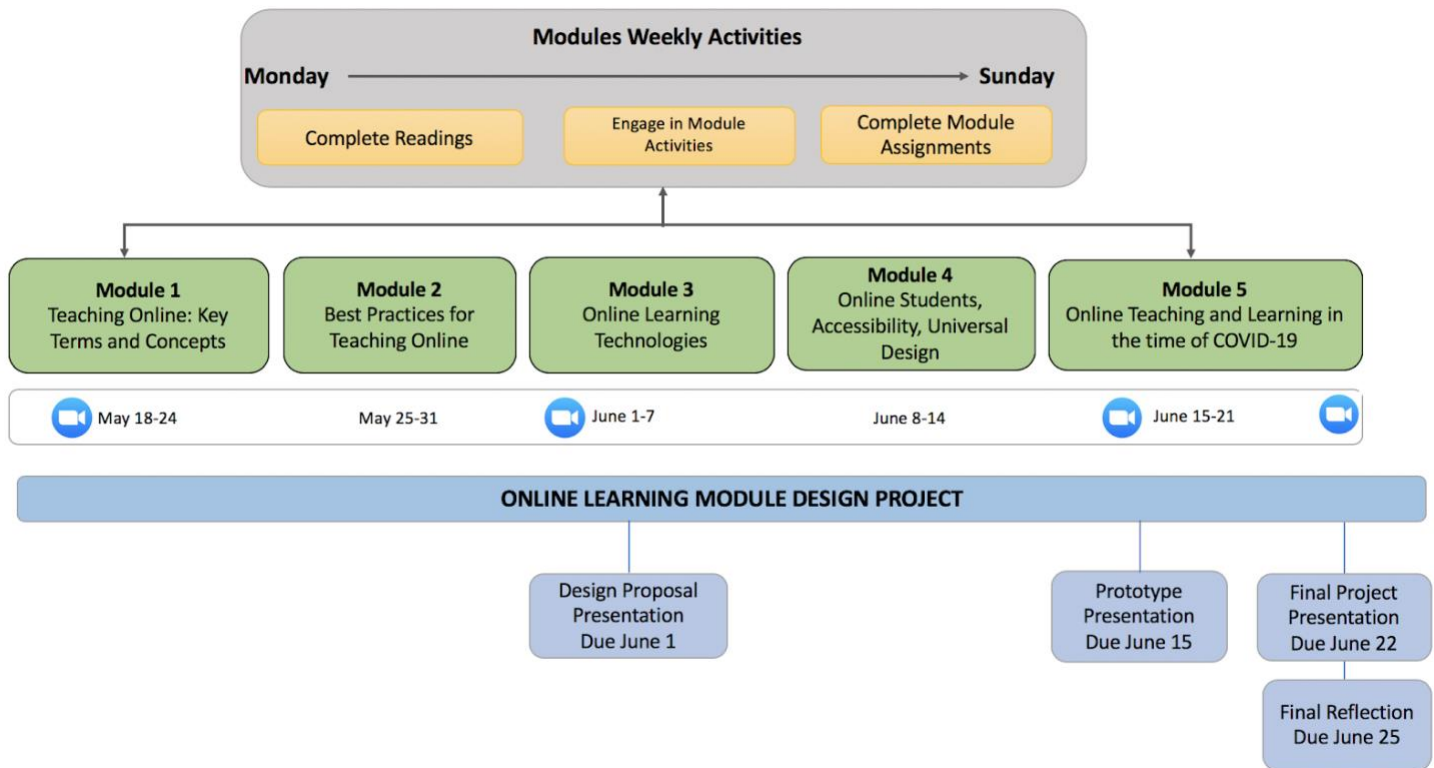 Modules Weekly Activities
Monday
Sunday
Complete Readings
Engage in Module
Activities
Complete Module
Assignments
Module 1
Teaching Online: Key
Terms and Concepts
Module 2
Best Practices for
Teaching Online
Module 3
Online Learning
Technologies
Module 4
Online Students,
Accessibility, Universal
Design
Module 5
Online Teaching and Learning in
the time of COVID-19
May 18-24
May 25-31
June 1-7
June 8-14
June 15-21
ONLINE LEARNING MODULE DESIGN PROJECT
Design Proposal
Presentation
Due June 1
Prototype
Presentation
Due June 15
Final Project
Presentation
Due June 22
Final Reflection
Due June 25